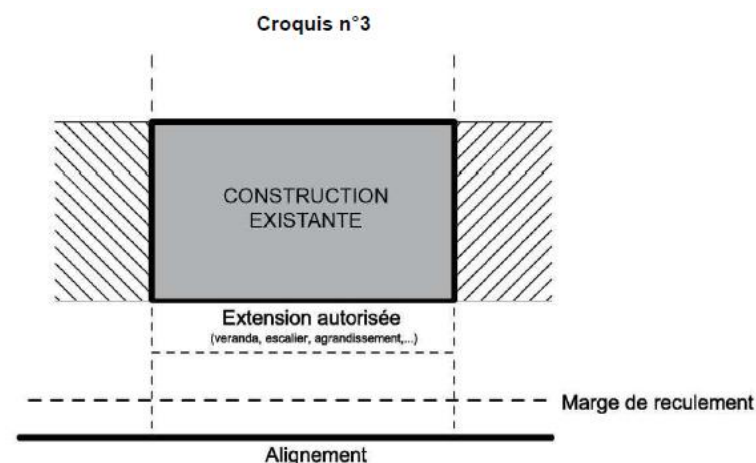 Croquis n°3
CONSTRUCTION
EXISTANTE
Extension autorisée
(veranda, escalier, agrandissement,...)
Marge de reculement
Alignement